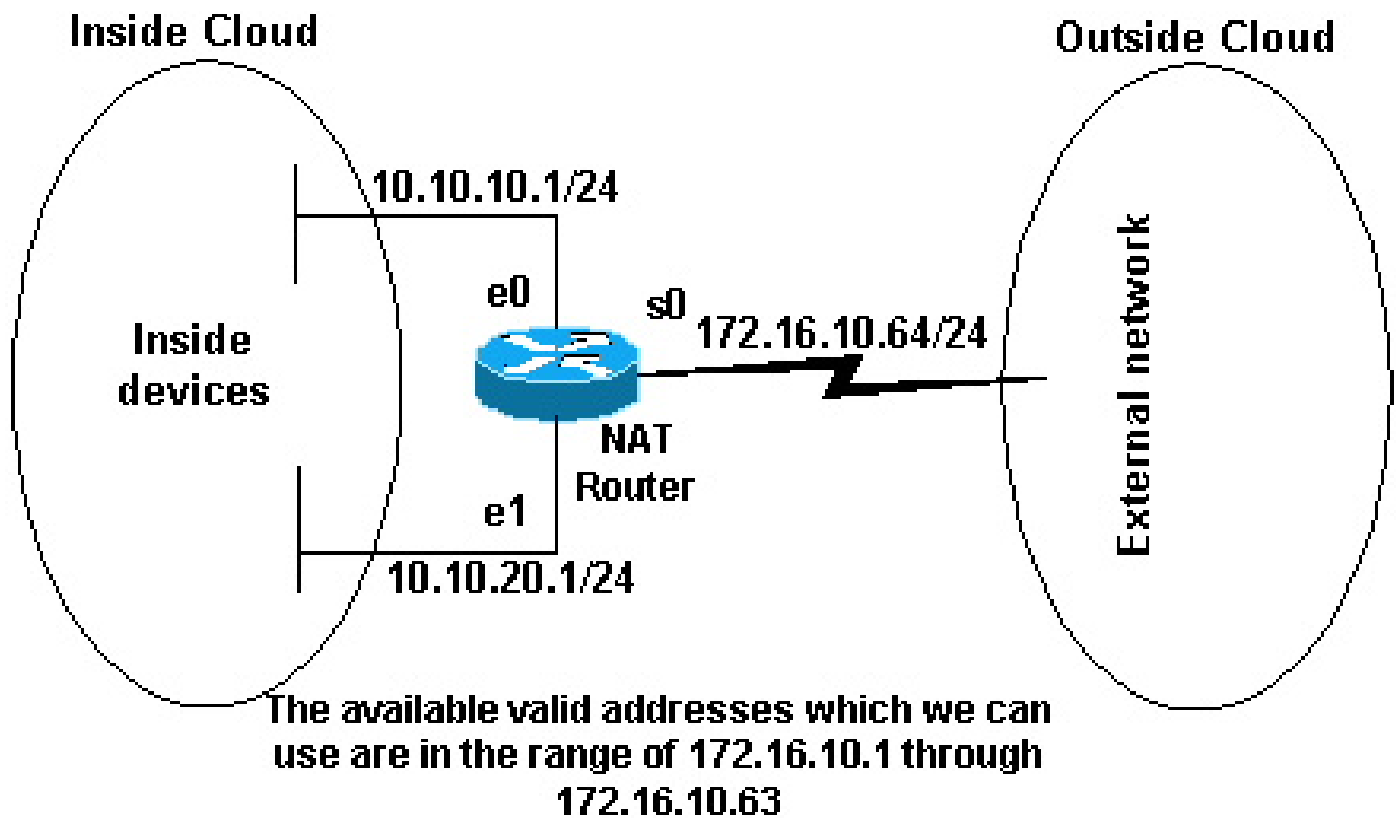 Inside Cloud
Outside Cloud
10.10.10.1/24
e0
s0
172.16.10.64/24
Inside
devices
External network
NAT
Router
e1
10.10.20.1/24
The available valid addresses which we can
use are in the range of 172.16.10.1 through
172.16.10.63